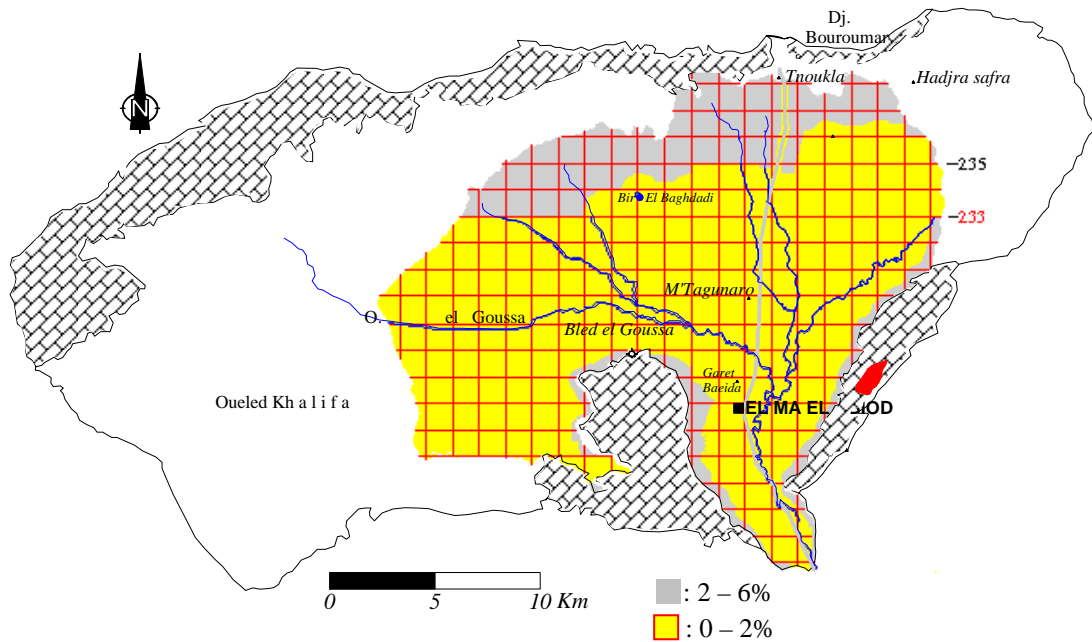 Dj.
Bouroumar
Tnoukla
Hadjra safra
N
235
233
Bir El Baghdadi
M'Tagunaro
O. el Goussa
Bled el Goussa
Garet
Baeida
EL MA EL IOD
Oueled Kh a l i f a
0 5 10 Km
: 2 – 6%
: 0 – 2%